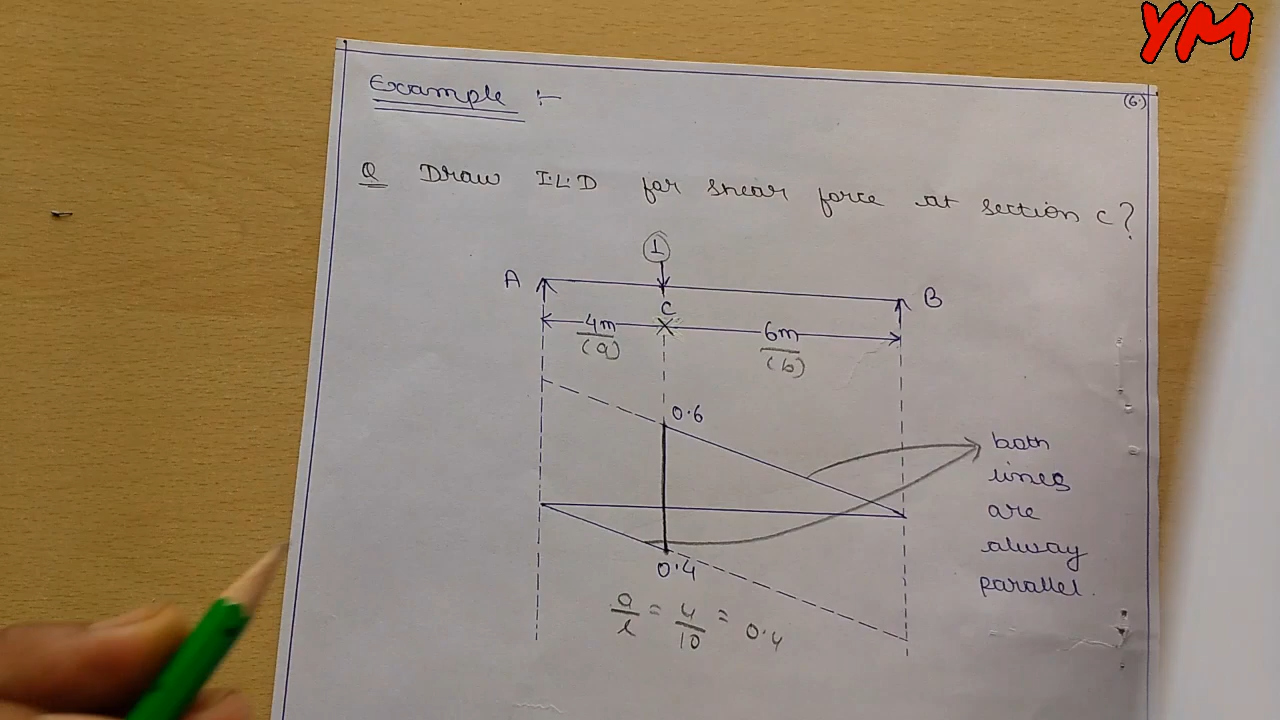 YM
(6.)
Example :-
Q Draw I.L.D for shear force at section C?
1
A
B
C
4m
(a)
6m
(b)
0.6
both
lines
are
alway
parallel.
0.4
a/l = 4/10 = 0.4